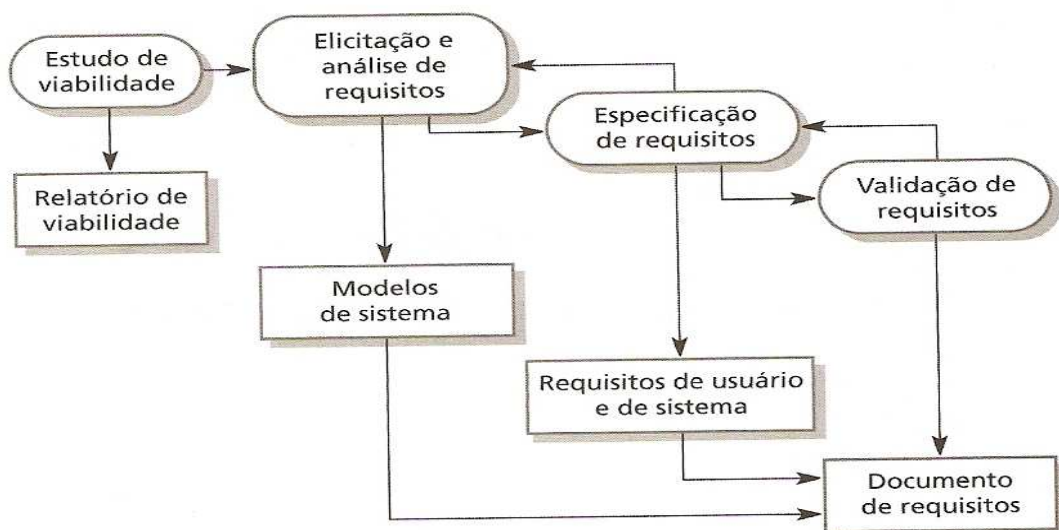 Estudo de
viabilidade
Elicitação e
análise de
requisitos
Especificação
de requisitos
Validação de
requisitos
Relatório de
viabilidade
Modelos
de sistema
Requisitos de usuário
e de sistema
Documento
de requisitos